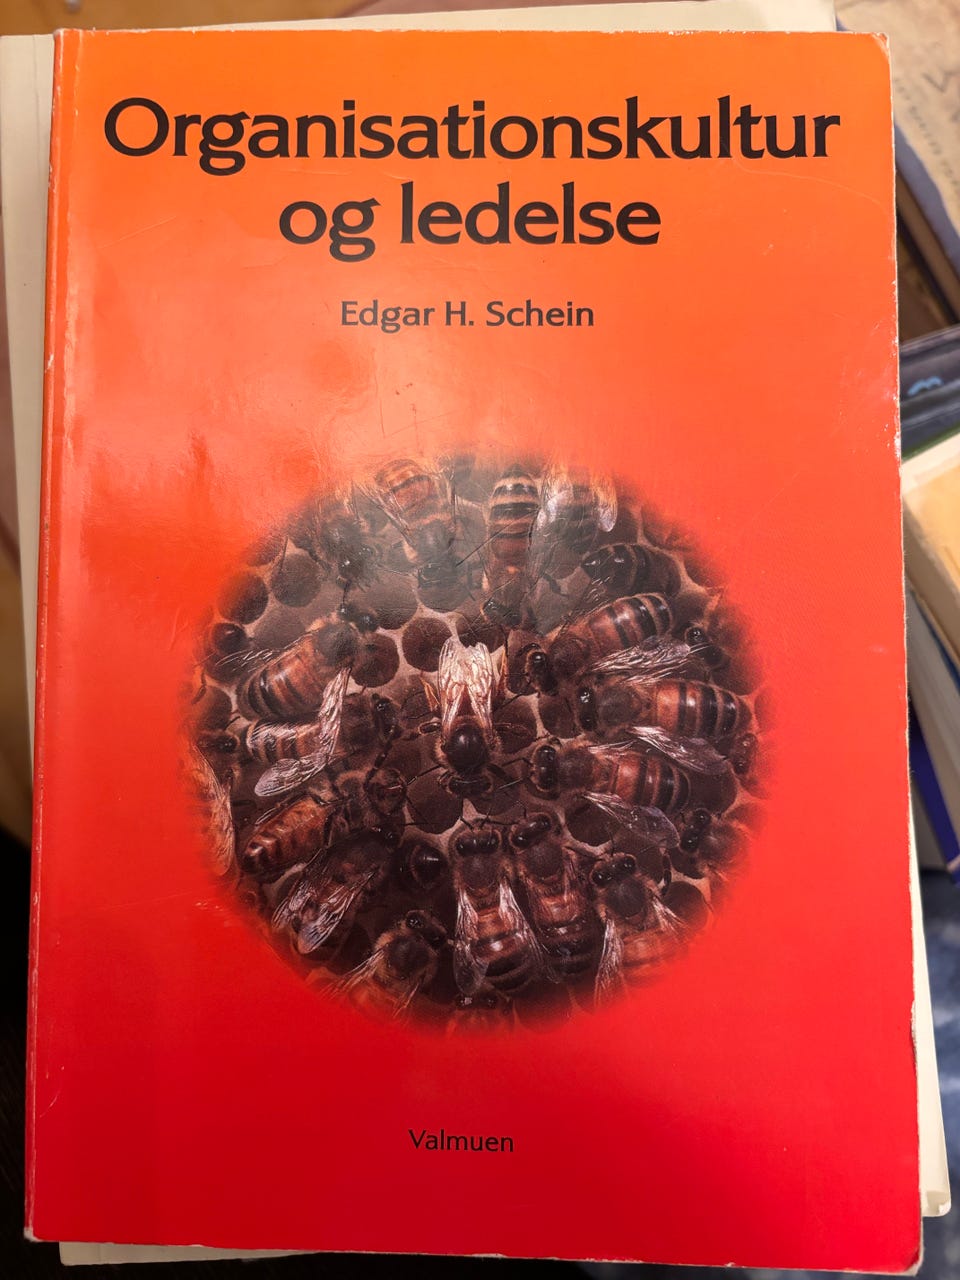 Organisationskultur
og ledelse
Edgar H. Schein
Valmuen